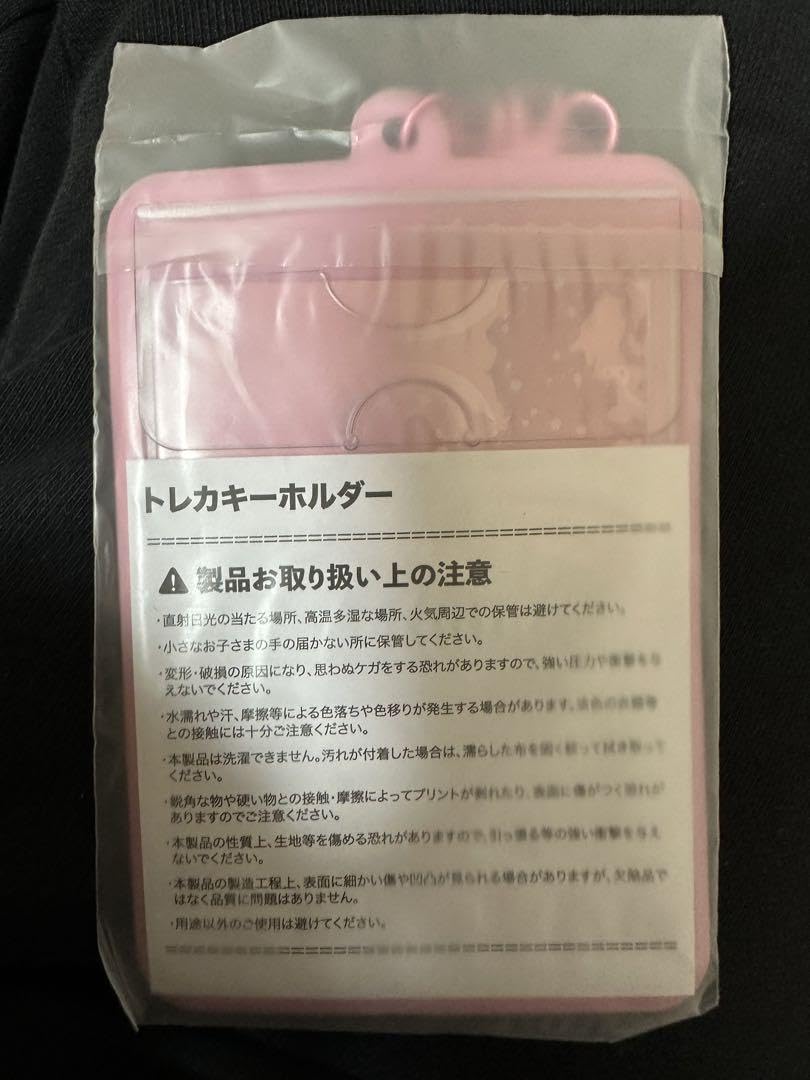 トレカキーホルダー
==========================================
製品お取り扱い上の注意
・直射日光の当たる場所、高温多湿な場所、火気周辺での保管は避けてください。
・小さなお子さまの手の届かない所に保管してください。
・変形・破損の原因になり、思わぬケガをする恐れがありますので、強い圧力や衝撃を与
えないでください。
・水濡れや汗、摩擦等による色落ちや色移りが発生する場合があります。淡色の衣類等
との接触には十分ご注意ください。
・本製品は洗濯できません。汚れが付着した場合は、濡らした布を固く絞って拭き取って
ください。
・鋭角な物や硬い物との接触・摩擦によってプリントが剥れたり、表面に傷がつく恐れが
ありますのでご注意ください。
・本製品の性質上、生地等を傷める恐れがありますので、引っ張る等の強い衝撃を与え
ないでください。
・本製品の製造工程上、表面に細かい傷や凹凸が見られる場合がありますが、欠陥品で
はなく品質に問題はありません。
・用途以外のご使用は避けてください。
==========================================